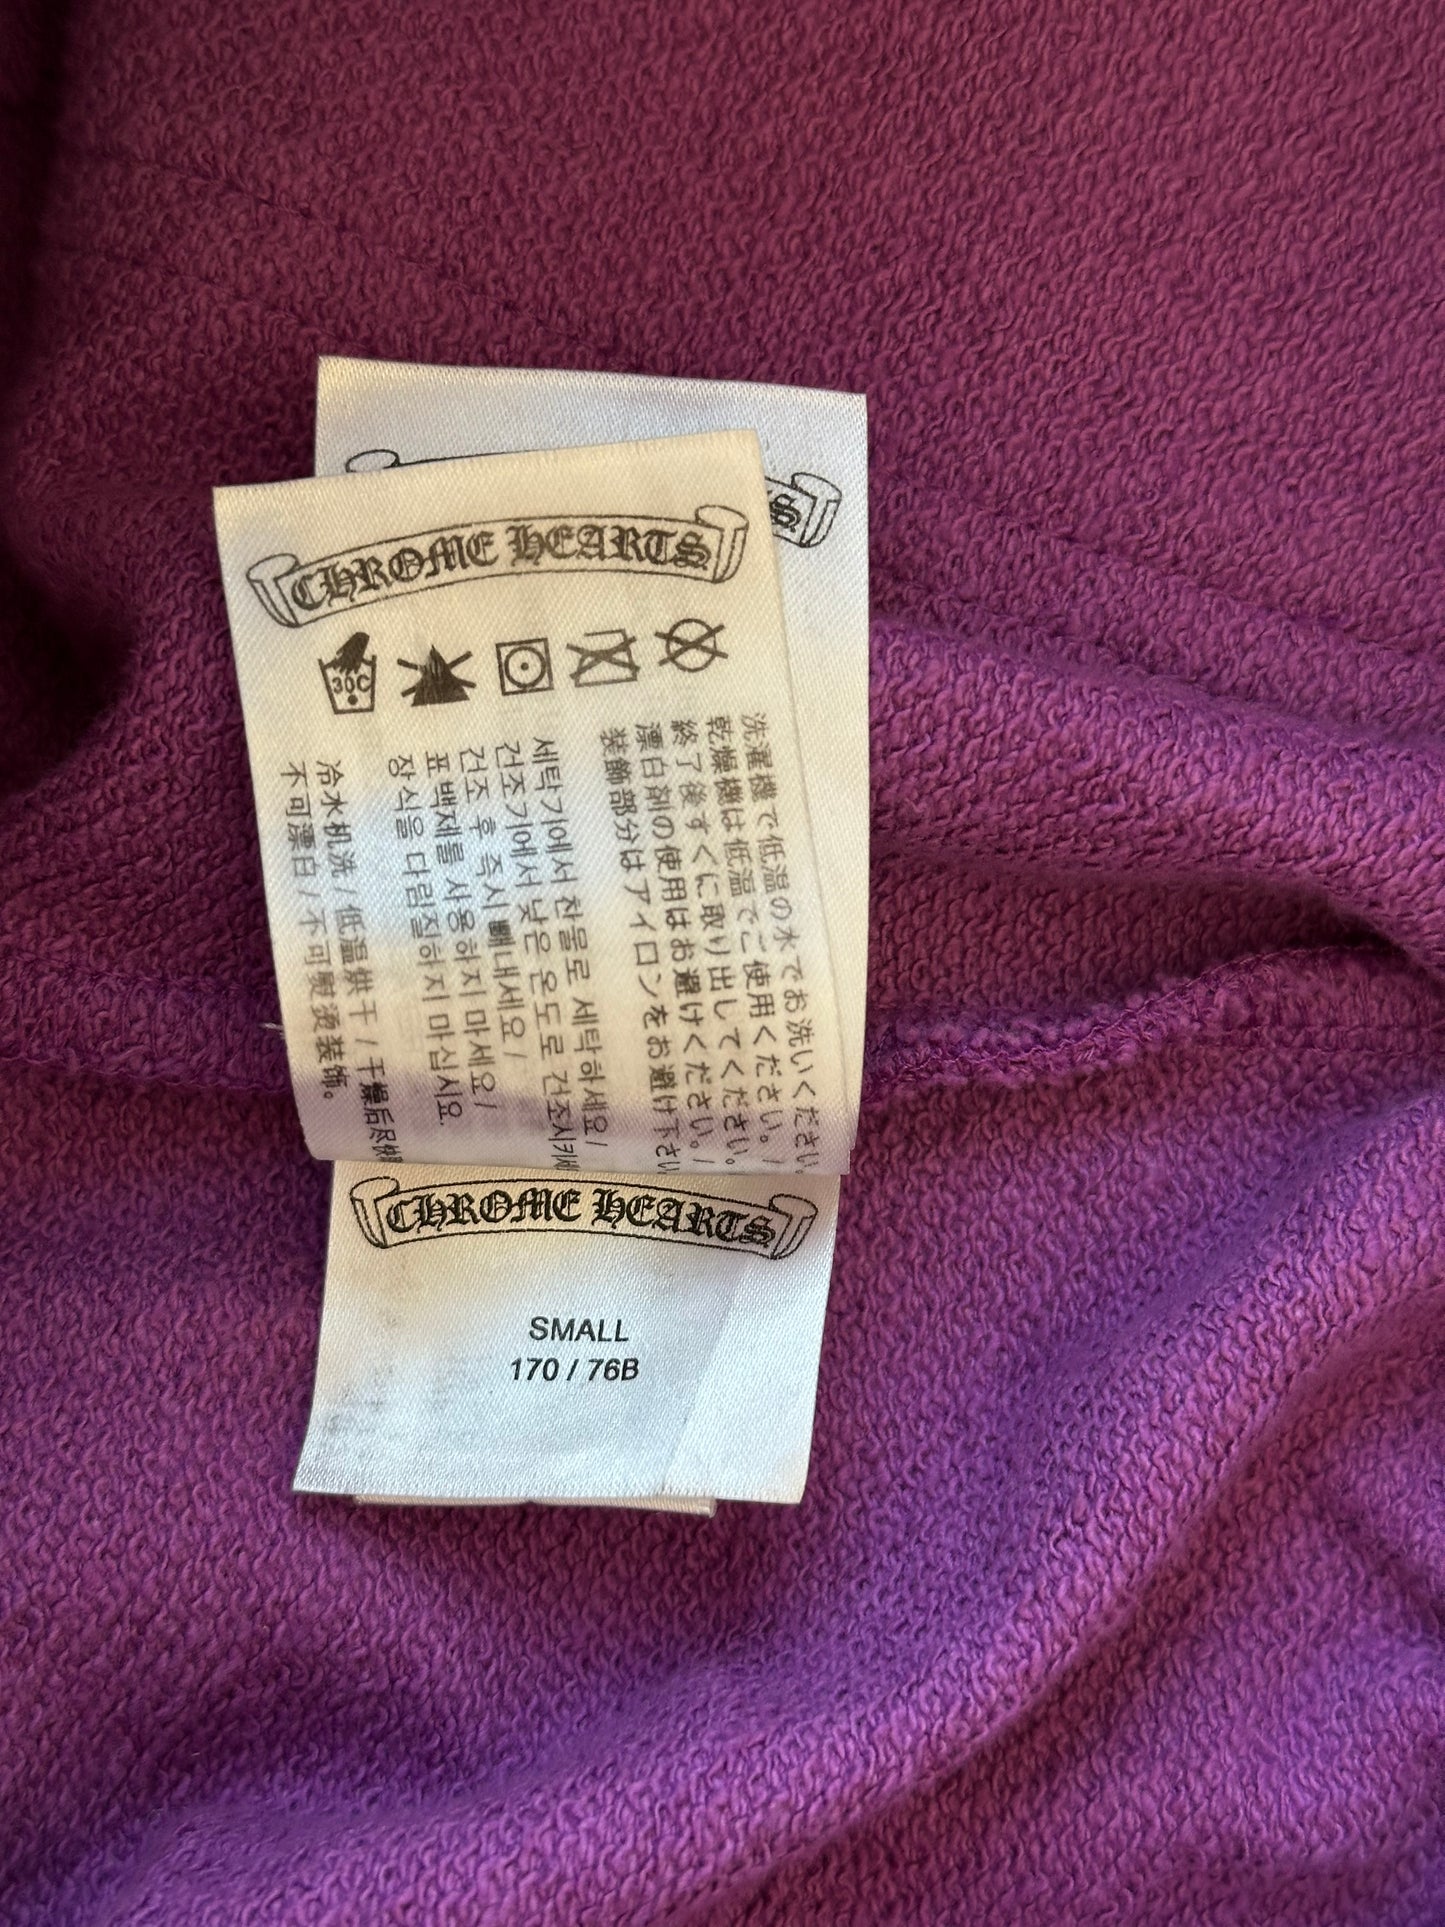 CHROME HEARTS
30C
洗濯機で低温の水でお洗いください。
乾燥機は低温でご使用ください。/
終了後すぐに取り出してください。
漂白剤の使用はお避けください。/
装飾部分はアイロンをお避け下さい
세탁기에서 찬물로 세탁하세요/
건조기에서 낮은 온도로 건조시키세
건조 후 즉시 빼내세요/
표백제를 사용하지 마세요/
장식을 다림질하지 마십시요.
冷水机洗/低温烘干/干燥后尽快
不可漂白/不可熨烫装饰。
CHROME HEARTS
SMALL
170 / 76B